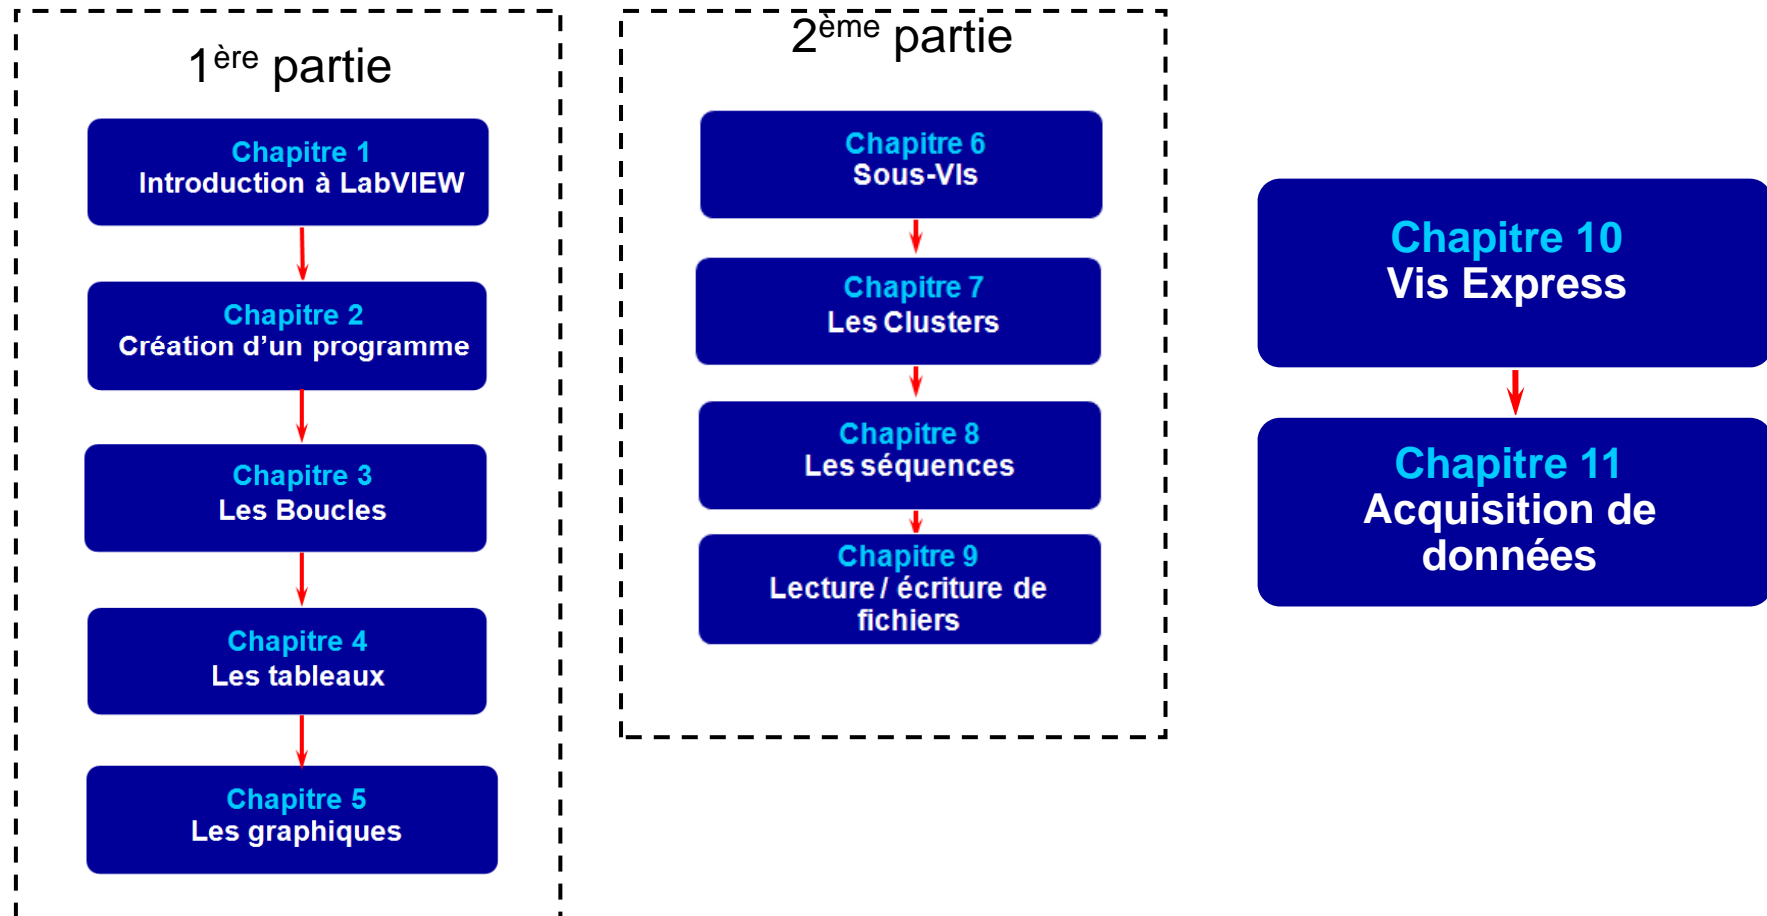 1ère partie
Chapitre 1
Introduction à LabVIEW
Chapitre 2
Création d’un programme
Chapitre 3
Les Boucles
Chapitre 4
Les tableaux
Chapitre 5
Les graphiques
2ème partie
Chapitre 6
Sous-VIs
Chapitre 7
Les Clusters
Chapitre 8
Les séquences
Chapitre 9
Lecture / écriture de
fichiers
Chapitre 10
Vis Express
Chapitre 11
Acquisition de
données